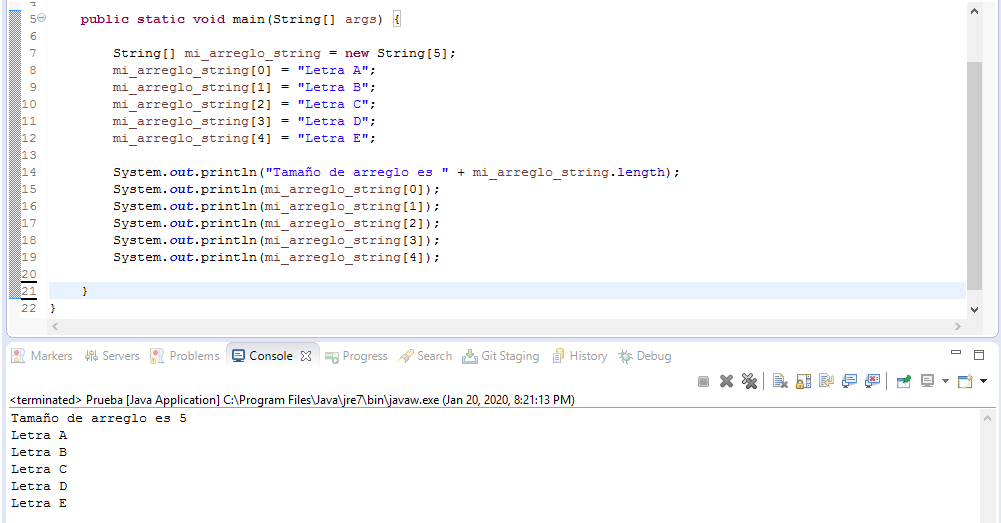 5 public static void main(String[] args) {
6
7 String[] mi_arreglo_string = new String[5];
8 mi_arreglo_string[0] = "Letra A";
9 mi_arreglo_string[1] = "Letra B";
10 mi_arreglo_string[2] = "Letra C";
11 mi_arreglo_string[3] = "Letra D";
12 mi_arreglo_string[4] = "Letra E";
13
14 System.out.println("Tamaño de arreglo es " + mi_arreglo_string.length);
15 System.out.println(mi_arreglo_string[0]);
16 System.out.println(mi_arreglo_string[1]);
17 System.out.println(mi_arreglo_string[2]);
18 System.out.println(mi_arreglo_string[3]);
19 System.out.println(mi_arreglo_string[4]);
20
21 }
22 }
Markers Servers Problems Console Progress Search Git Staging History Debug
<terminated> Prueba [Java Application] C:\Program Files\Java\jre7\bin\javaw.exe (Jan 20, 2020, 8:21:13 PM)
Tamaño de arreglo es 5
Letra A
Letra B
Letra C
Letra D
Letra E